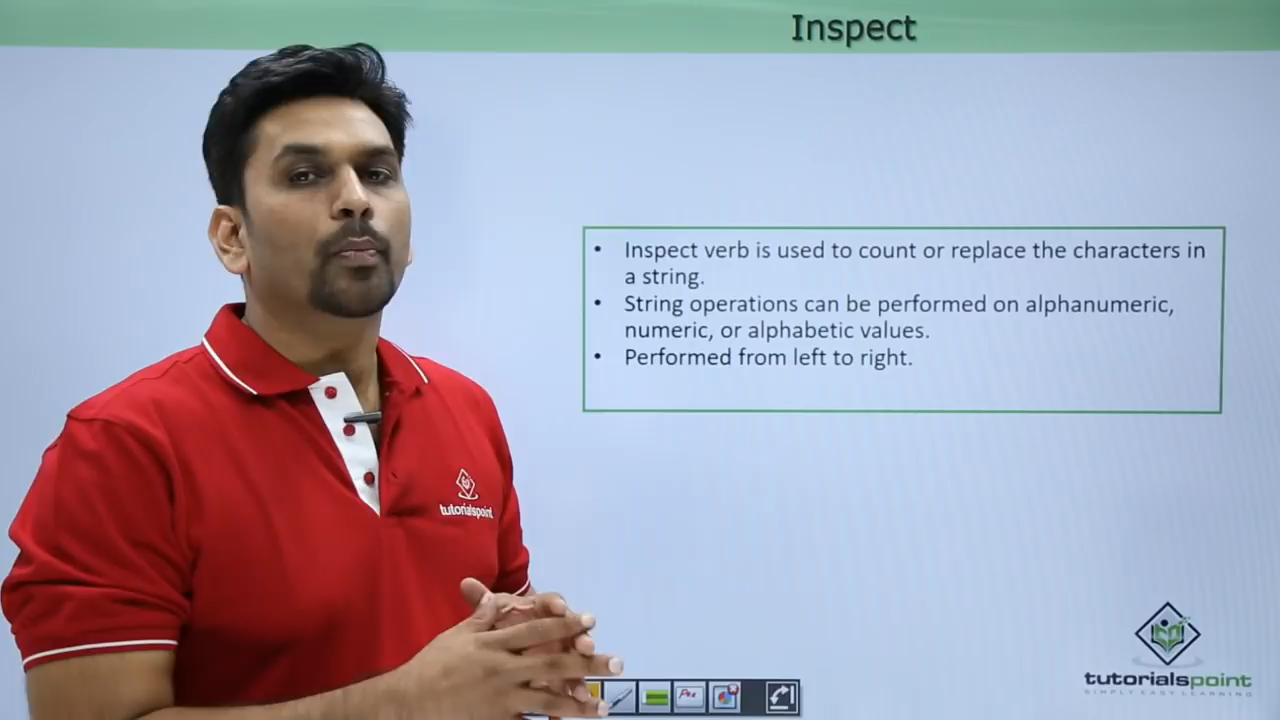 Inspect
• Inspect verb is used to count or replace the characters in
a string.
• String operations can be performed on alphanumeric,
numeric, or alphabetic values.
• Performed from left to right.
tutorialspoint
tutorialspoint
SIMPLY EASY LEARNING